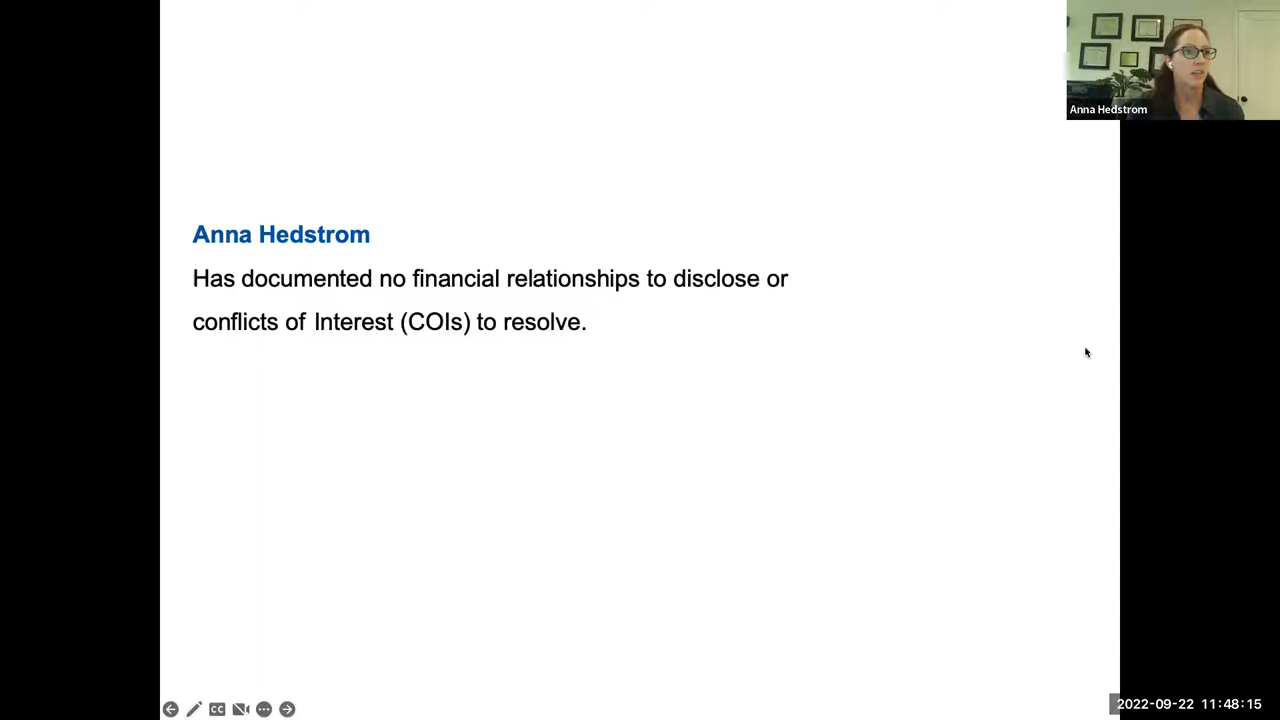 Anna Hedstrom
Anna Hedstrom
Has documented no financial relationships to disclose or
conflicts of Interest (COIs) to resolve.
CC
2022-09-22 11:48:15